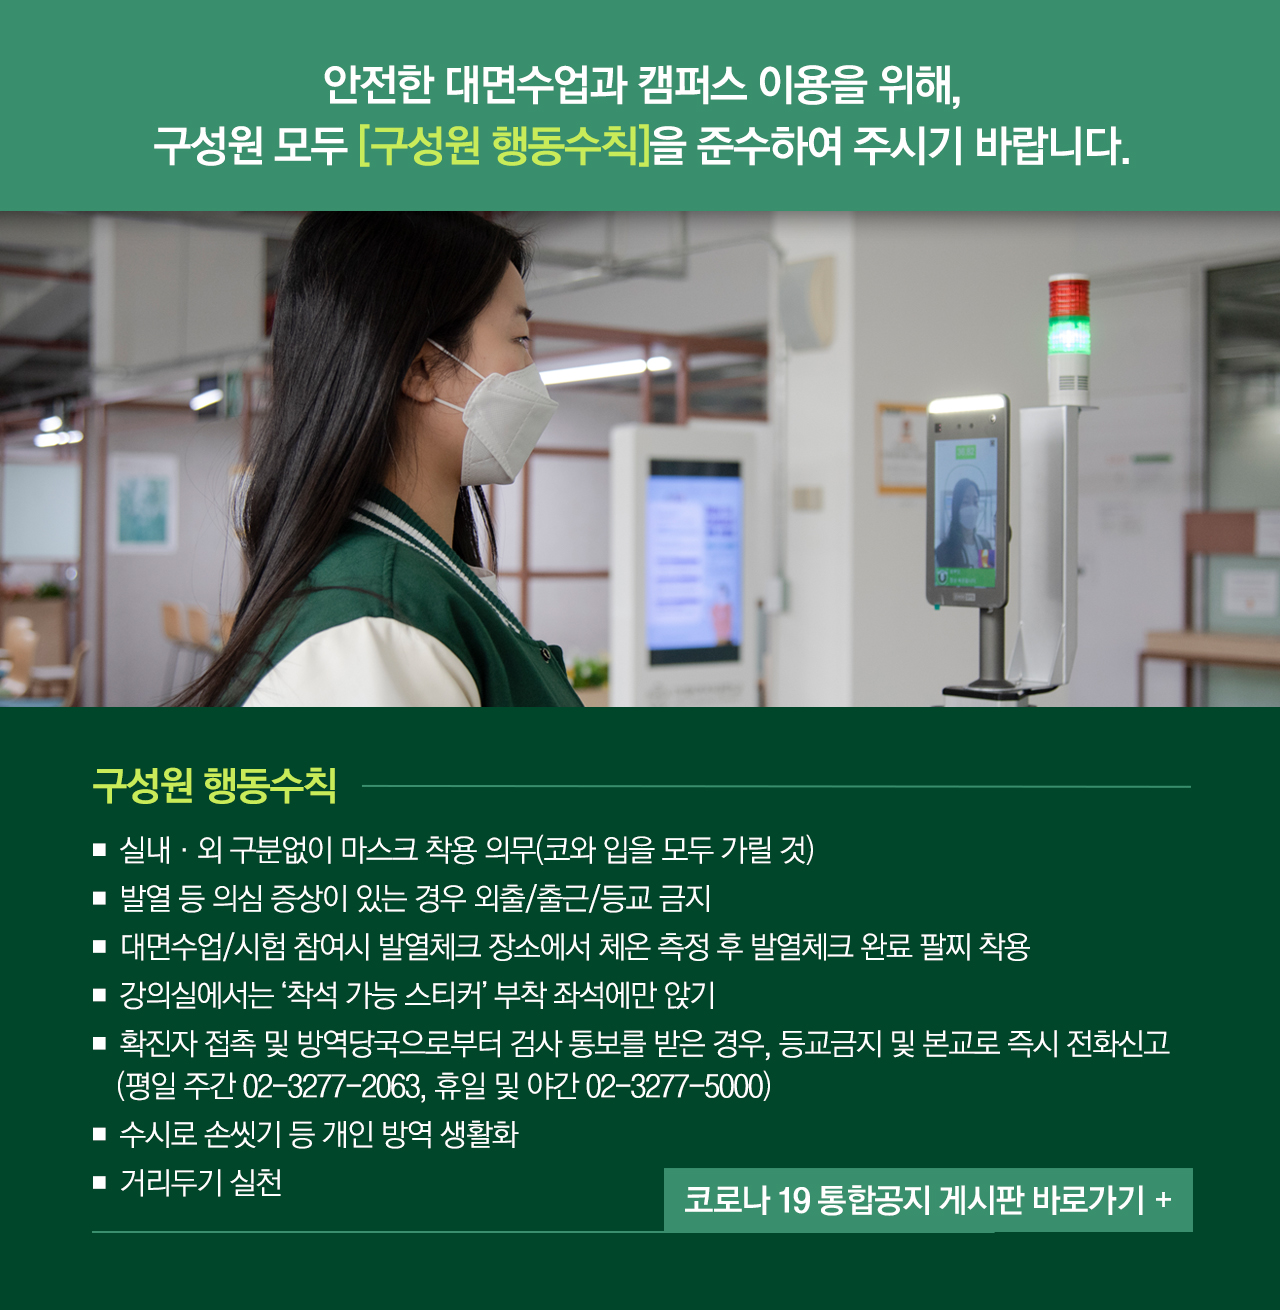 안전한 대면수업과 캠퍼스 이용을 위해,
구성원 모두 [구성원 행동수칙]을 준수하여 주시기 바랍니다.
구성원 행동수칙
■ 실내 · 외 구분없이 마스크 착용 의무(코와 입을 모두 가릴 것)
■ 발열 등 의심 증상이 있는 경우 외출/출근/등교 금지
■ 대면수업/시험 참여시 발열체크 장소에서 체온 측정 후 발열체크 완료 팔찌 착용
■ 강의실에서는 ‘착석 가능 스티커’ 부착 좌석에만 앉기
■ 확진자 접촉 및 방역당국으로부터 검사 통보를 받은 경우, 등교금지 및 본교로 즉시 전화신고
(평일 주간 02-3277-2063, 휴일 및 야간 02-3277-5000)
■ 수시로 손씻기 등 개인 방역 생활화
■ 거리두기 실천
코로나 19 통합공지 게시판 바로가기 +